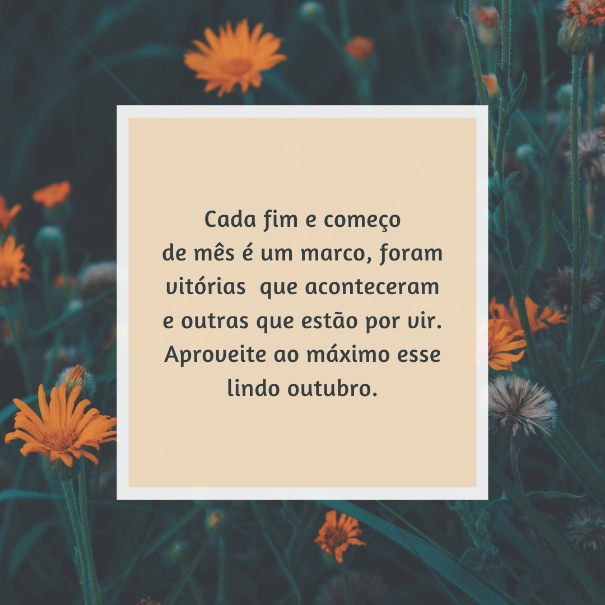 Cada fim e começo
de mês é um marco, foram
vitórias  que aconteceram
e outras que estão por vir.
Aproveite ao máximo esse
lindo outubro.